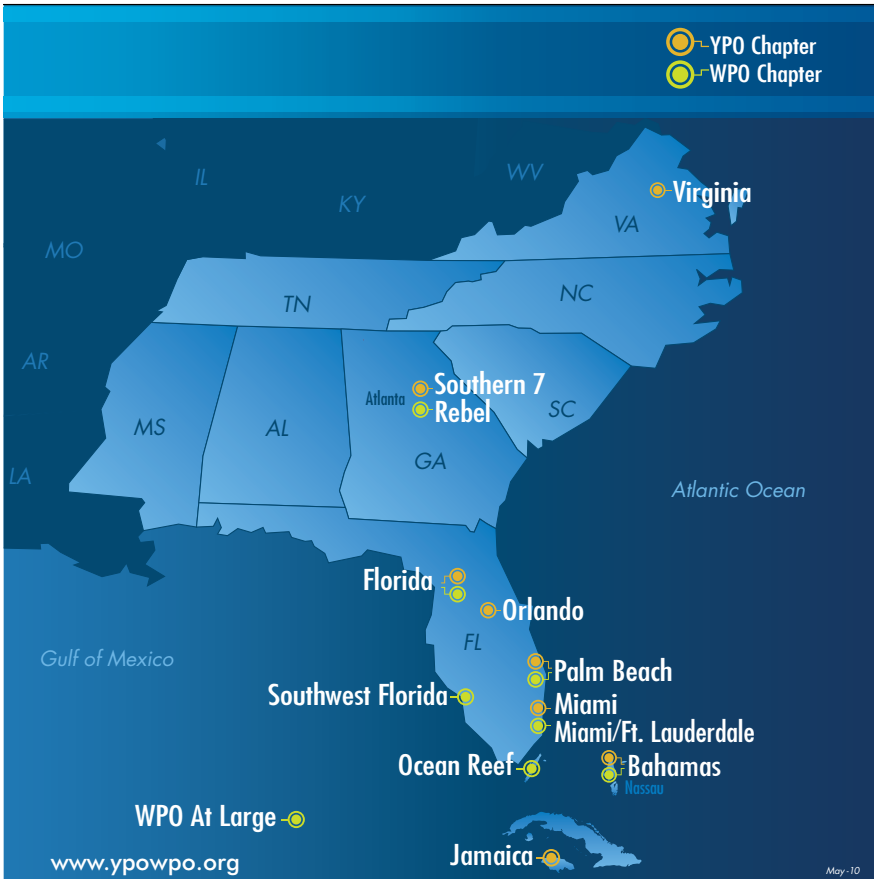 YPO Chapter
WPO Chapter
IL
WV
KY
Virginia
VA
MO
TN
NC
AR
Southern 7
Atlanta
Rebel
MS
AL
SC
GA
LA
Atlantic Ocean
Florida
Orlando
FL
Gulf of Mexico
Palm Beach
Southwest Florida
Miami
Miami/Ft. Lauderdale
Ocean Reef
Bahamas
Nassau
WPO At Large
Jamaica
www.ypowpo.org
May-10